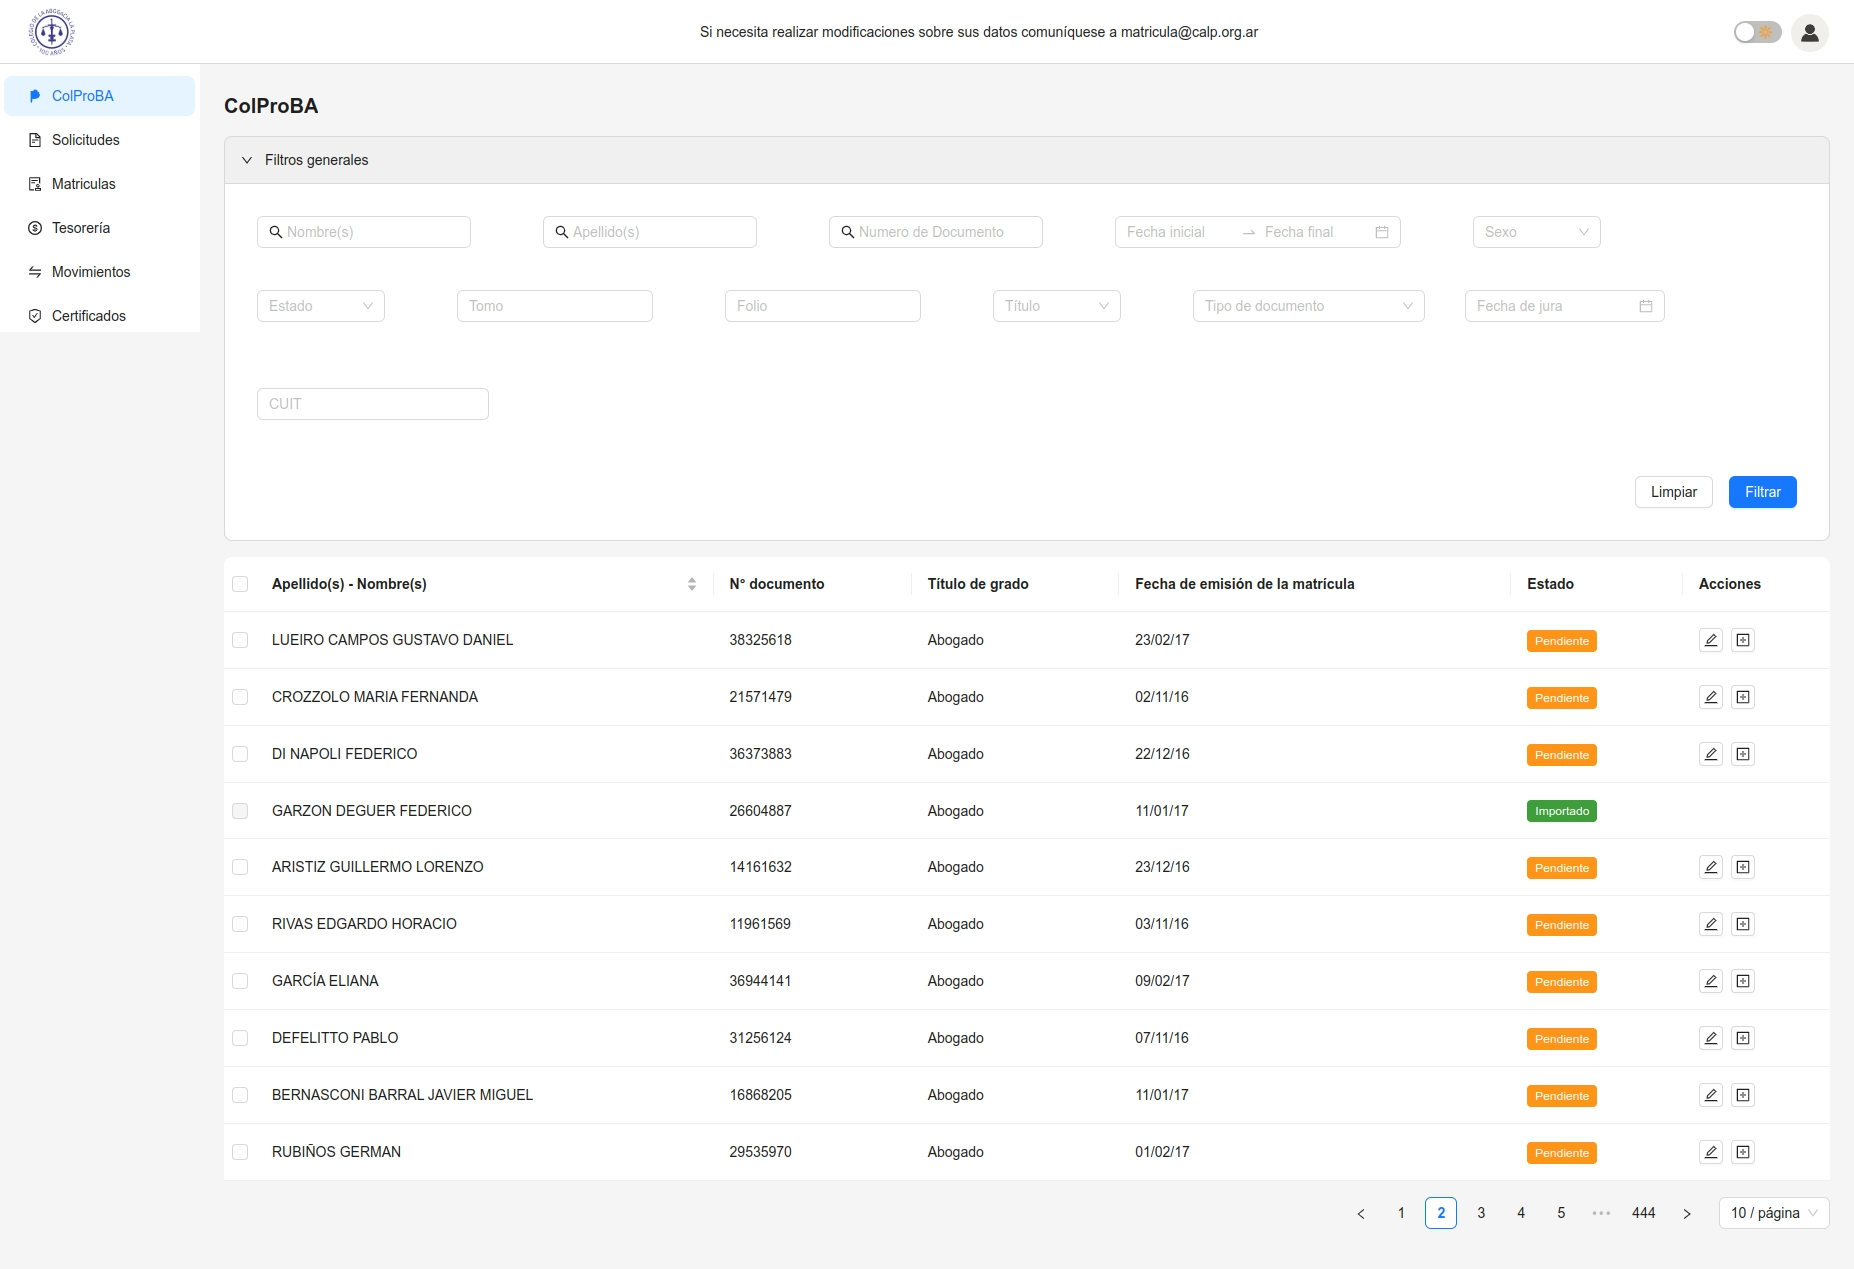 COLEGIO DE LA ABOGACÍA LA PLATA
100 AÑOS
Si necesita realizar modificaciones sobre sus datos comuníquese a matricula@calp.org.ar
ColProBA
Solicitudes
Matriculas
Tesorería
Movimientos
Certificados
ColProBA
Filtros generales
Nombre(s) Apellido(s) Numero de Documento Fecha inicial Fecha final Sexo
Estado Tomo Folio Título Tipo de documento Fecha de jura
CUIT
Limpiar Filtrar
Apellido(s) - Nombre(s) N° documento Título de grado Fecha de emisión de la matrícula Estado Acciones
LUEIRO CAMPOS GUSTAVO DANIEL 38325618 Abogado 23/02/17 Pendiente
CROZZOLO MARIA FERNANDA 21571479 Abogado 02/11/16 Pendiente
DI NAPOLI FEDERICO 36373883 Abogado 22/12/16 Pendiente
GARZON DEGUER FEDERICO 26604887 Abogado 11/01/17 Importado
ARISTIZ GUILLERMO LORENZO 14161632 Abogado 23/12/16 Pendiente
RIVAS EDGARDO HORACIO 11961569 Abogado 03/11/16 Pendiente
GARCÍA ELIANA 36944141 Abogado 09/02/17 Pendiente
DEFELITTO PABLO 31256124 Abogado 07/11/16 Pendiente
BERNASCONI BARRAL JAVIER MIGUEL 16868205 Abogado 11/01/17 Pendiente
RUBIÑOS GERMAN 29535970 Abogado 01/02/17 Pendiente
< 1 2 3 4 5 ••• 444 > 10 / página